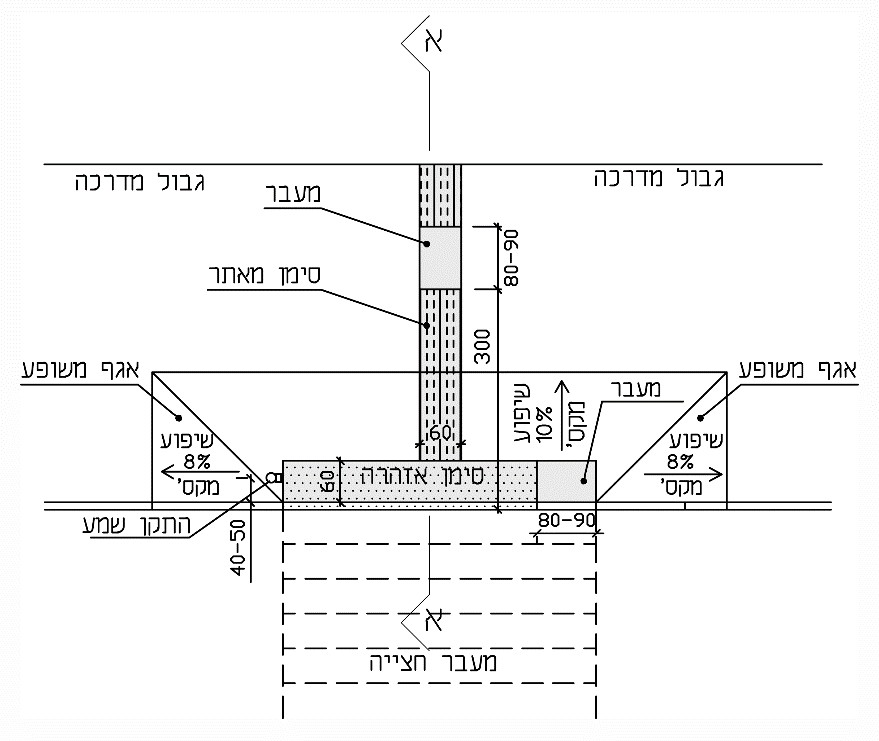 א
גבול מדרכה
גבול מדרכה
מעבר
80-90
סימן מאתר
300
אגף משופע
אגף משופע
שיפוע
10%
מקס'
מעבר
60
שיפוע
8%
מקס'
שיפוע
8%
מקס'
60
סימן אזהרה
התקן שמע
40-50
80-90
א
מעבר חצייה